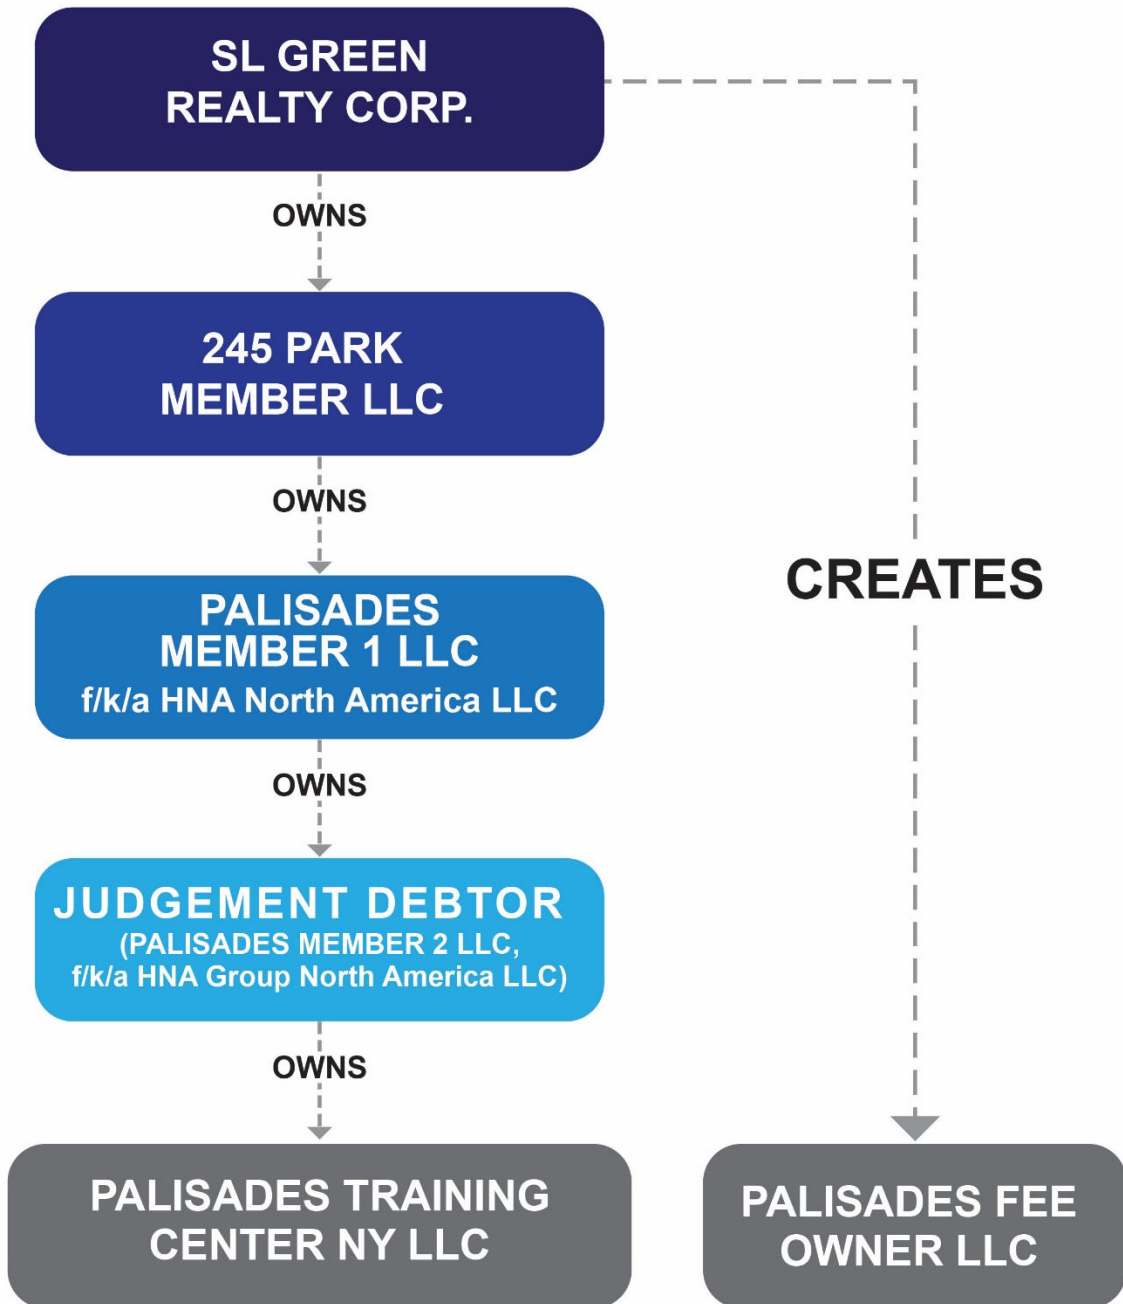 SL GREEN
REALTY CORP.
OWNS
245 PARK
MEMBER LLC
OWNS
CREATES
PALISADES
MEMBER 1 LLC
f/k/a HNA North America LLC
OWNS
JUDGEMENT DEBTOR
(PALISADES MEMBER 2 LLC,
f/k/a HNA Group North America LLC)
OWNS
PALISADES TRAINING
CENTER NY LLC
PALISADES FEE
OWNER LLC